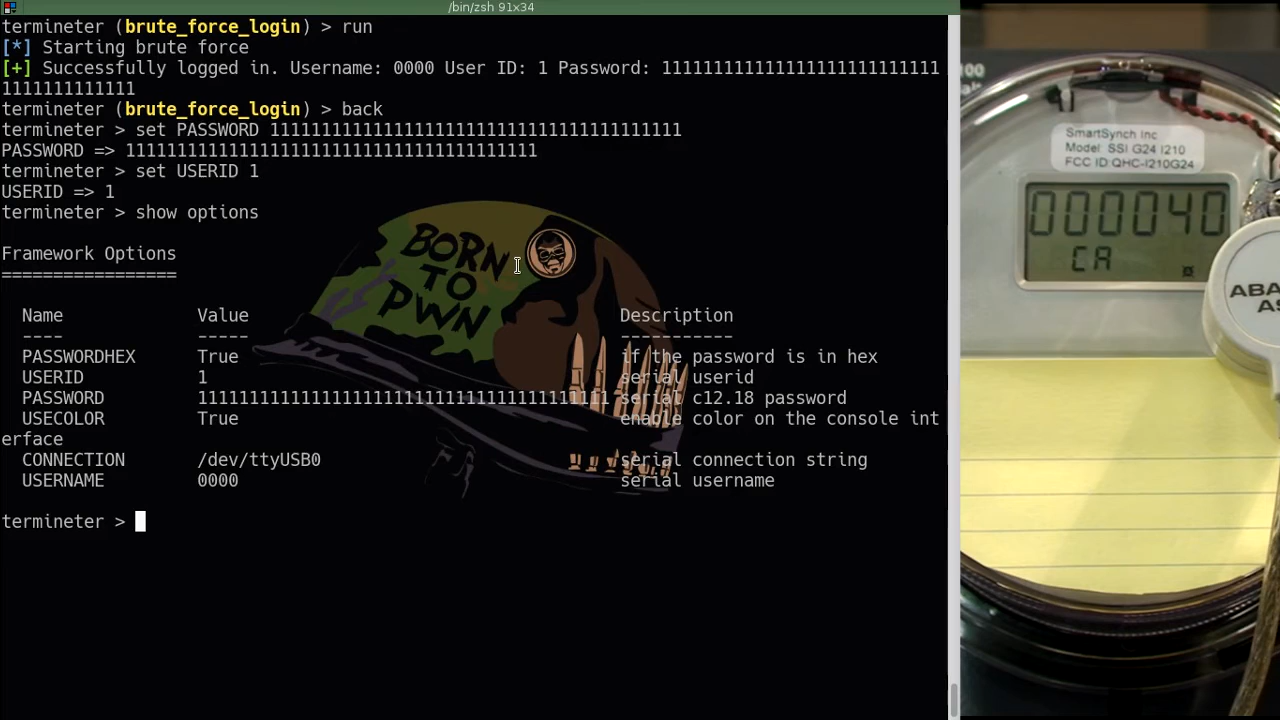 /bin/zsh 91x34
termineter (brute_force_login) > run
[*] Starting brute force
[+] Successfully logged in. Username: 0000 User ID: 1 Password: 111111111111111111111111111
1111111111111
termineter (brute_force_login) > back
termineter > set PASSWORD 1111111111111111111111111111111111111111
PASSWORD => 1111111111111111111111111111111111111111
termineter > set USERID 1
USERID => 1
termineter > show options
Framework Options
=================
Name Value Description
---- ----- -----------
PASSWORDHEX True if the password is in hex
USERID 1 serial userid
PASSWORD 1111111111111111111111111111111111111111 serial c12.18 password
USECOLOR True enable color on the console int
erface
CONNECTION /dev/ttyUSB0 serial connection string
USERNAME 0000 serial username
termineter >
BORN
TO
PWN
SmartSynch Inc
Model: SSI G24 I210
FCC ID QHC-I210G24
000040
CA
ABA
AS